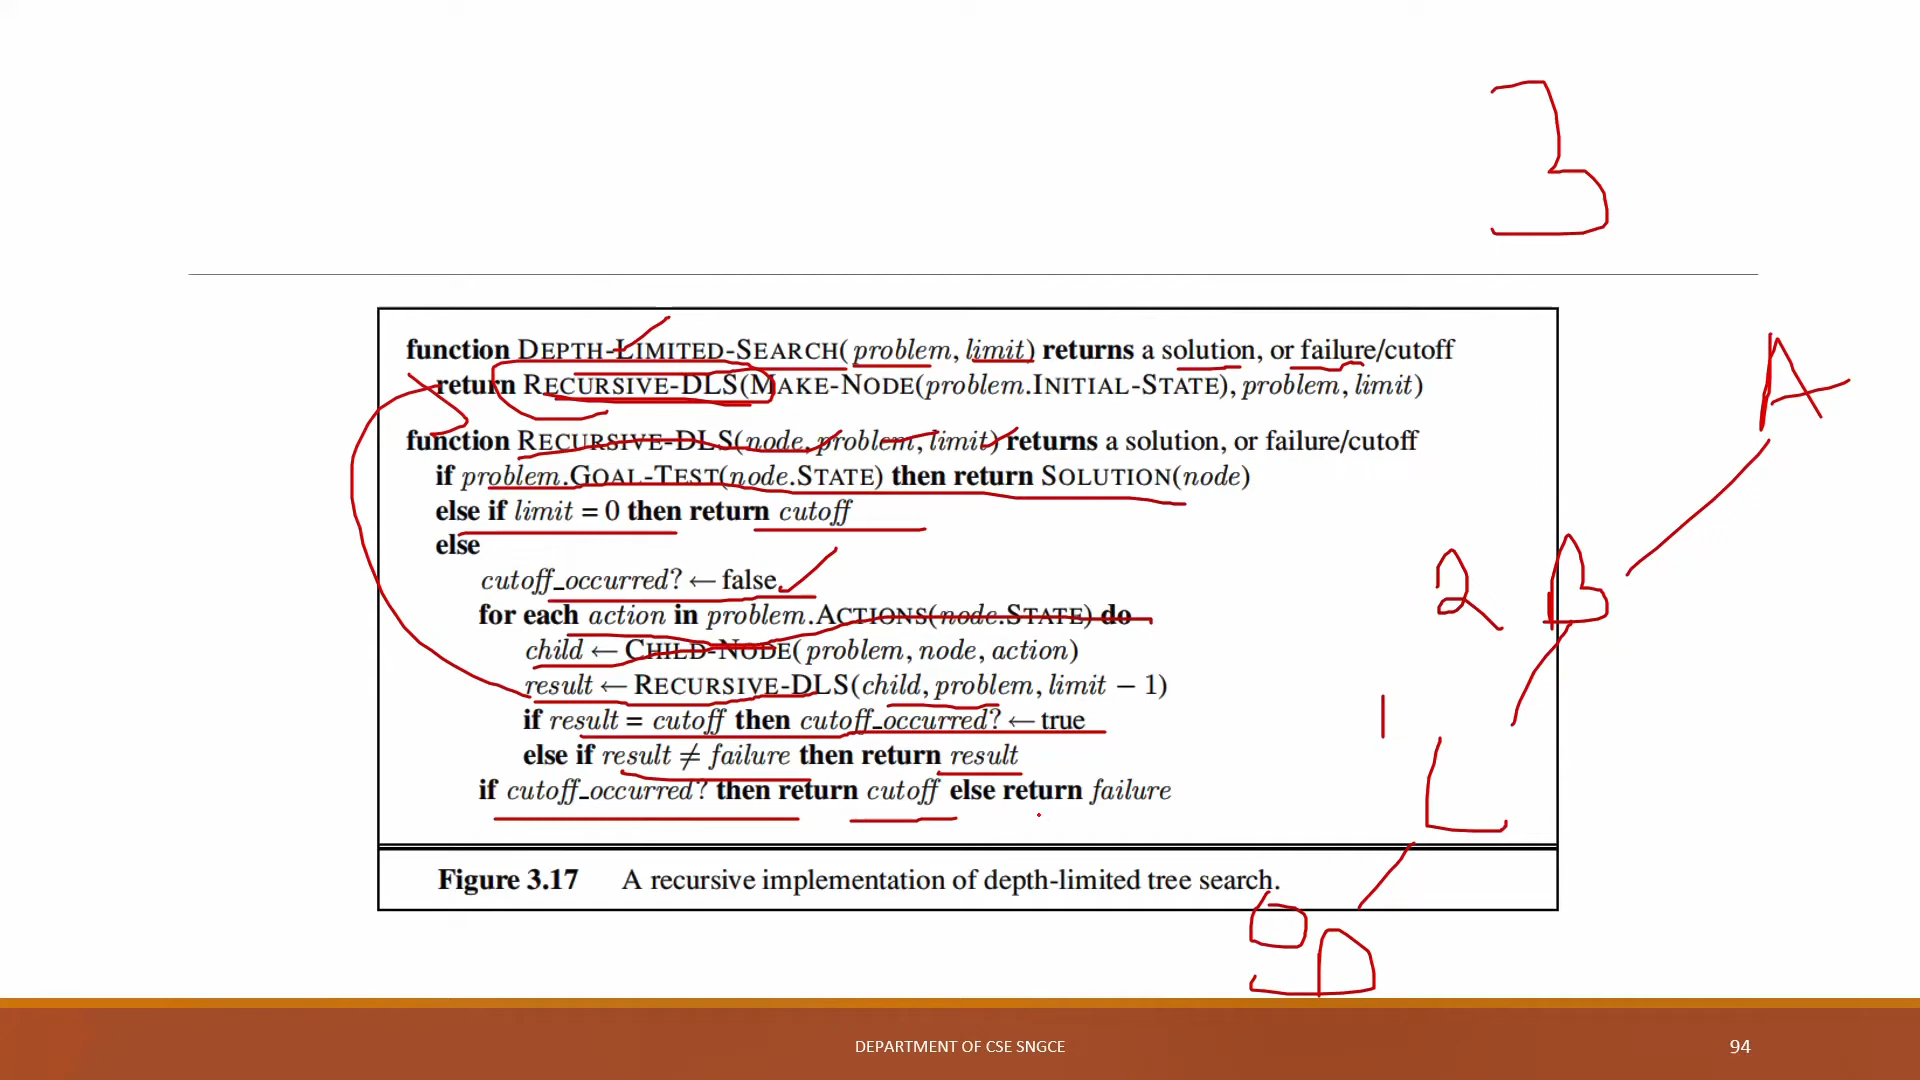 3
function DEPTH-LIMITED-SEARCH(problem, limit) returns a solution, or failure/cutoff
return RECURSIVE-DLS(MAKE-NODE(problem.INITIAL-STATE), problem, limit)
function RECURSIVE-DLS(node, problem, limit) returns a solution, or failure/cutoff
if problem.GOAL-TEST(node.STATE) then return SOLUTION(node)
else if limit = 0 then return cutoff
else
cutoff_occurred? ← false
for each action in problem.ACTIONS(node.STATE) do
child ← CHILD-NODE(problem, node, action)
result ← RECURSIVE-DLS(child, problem, limit − 1)
if result = cutoff then cutoff_occurred? ← true
else if result ≠ failure then return result
if cutoff_occurred? then return cutoff else return failure
A
2 B
1
Figure 3.17 A recursive implementation of depth-limited tree search.
D
DEPARTMENT OF CSE SNGCE
94